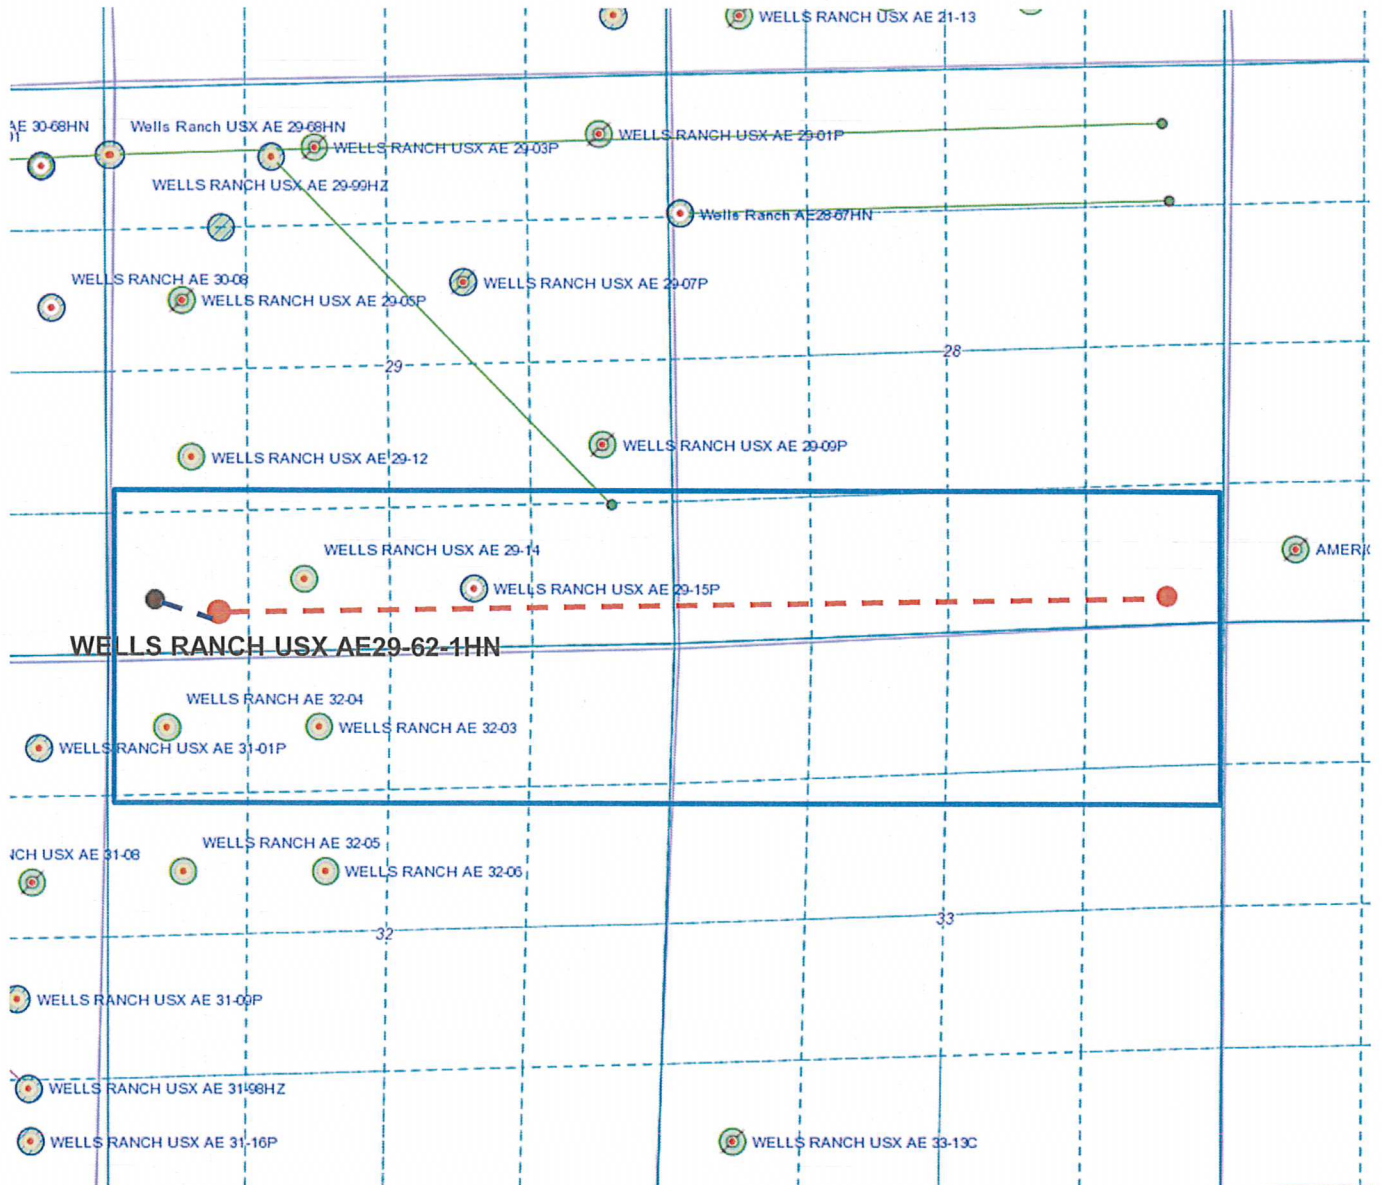 WELLS RANCH USX AE 21-13
AE 30-68HN
Wells Ranch USX AE 29-68HN
WELLS RANCH USX AE 29-01P
WELLS RANCH USX AE 29-03P
WELLS RANCH USX AE 29-99HZ
Wells Ranch AE28-67HN
WELLS RANCH AE 30-08
WELLS RANCH USX AE 29-07P
WELLS RANCH USX AE 29-05P
28
29
WELLS RANCH USX AE 29-09P
WELLS RANCH USX AE 29-12
WELLS RANCH USX AE 29-14
AMERI
WELLS RANCH USX AE 29-15P
WELLS RANCH USX AE29-62-1HN
WELLS RANCH AE 32-04
WELLS RANCH AE 32-03
WELLS RANCH USX AE 31-01P
WELLS RANCH AE 32-05
NCH USX AE 31-08
WELLS RANCH AE 32-06
33
32
WELLS RANCH USX AE 31-09P
WELLS RANCH USX AE 31-98HZ
WELLS RANCH USX AE 31-16P
WELLS RANCH USX AE 33-13C